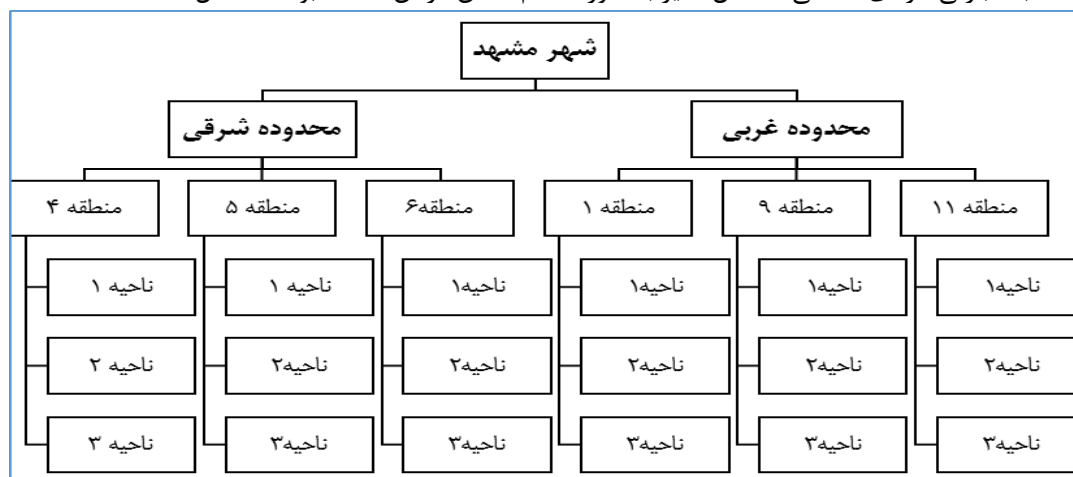 شهر مشهد
محدوده غربی محدوده شرقی
منطقه ۱۱ منطقه ۹ منطقه ۱ منطقه۶ منطقه ۵ منطقه ۴
ناحیه۱ ناحیه۱ ناحیه۱ ناحیه۱ ناحیه ۱ ناحیه ۱
ناحیه۲ ناحیه۲ ناحیه۲ ناحیه۲ ناحیه۲ ناحیه ۲
ناحیه۳ ناحیه۳ ناحیه۳ ناحیه۳ ناحیه۳ ناحیه ۳